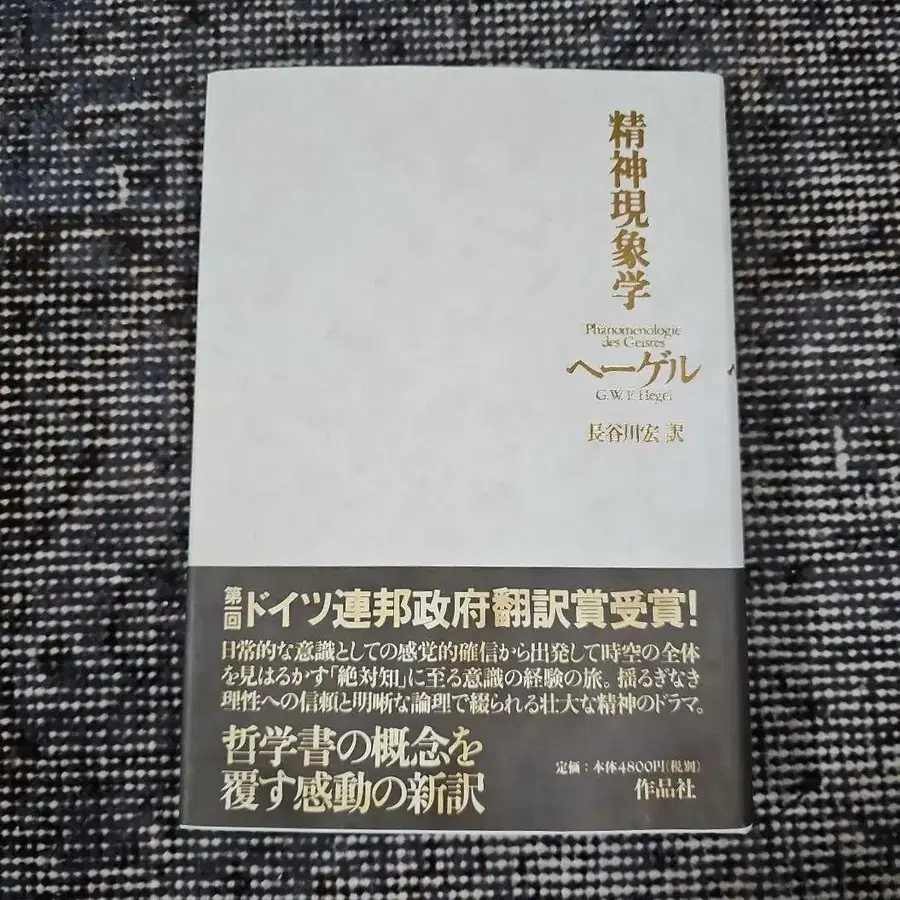 精神現象学
Phänomenologie
des Geistes
ヘーゲル
G.W.F. Hegel
長谷川宏 訳
第一回
ドイツ連邦政府翻訳賞受賞!
日常的な意識としての感覚的確信から出発して時空の全体
を見はるかす「絶対知」に至る意識の経験の旅。揺るぎなき
理性への信頼と明晰な論理で綴られる壮大な精神のドラマ。
哲学書の概念を
覆す感動の新訳
定価:本体4800円(税別)
作品社